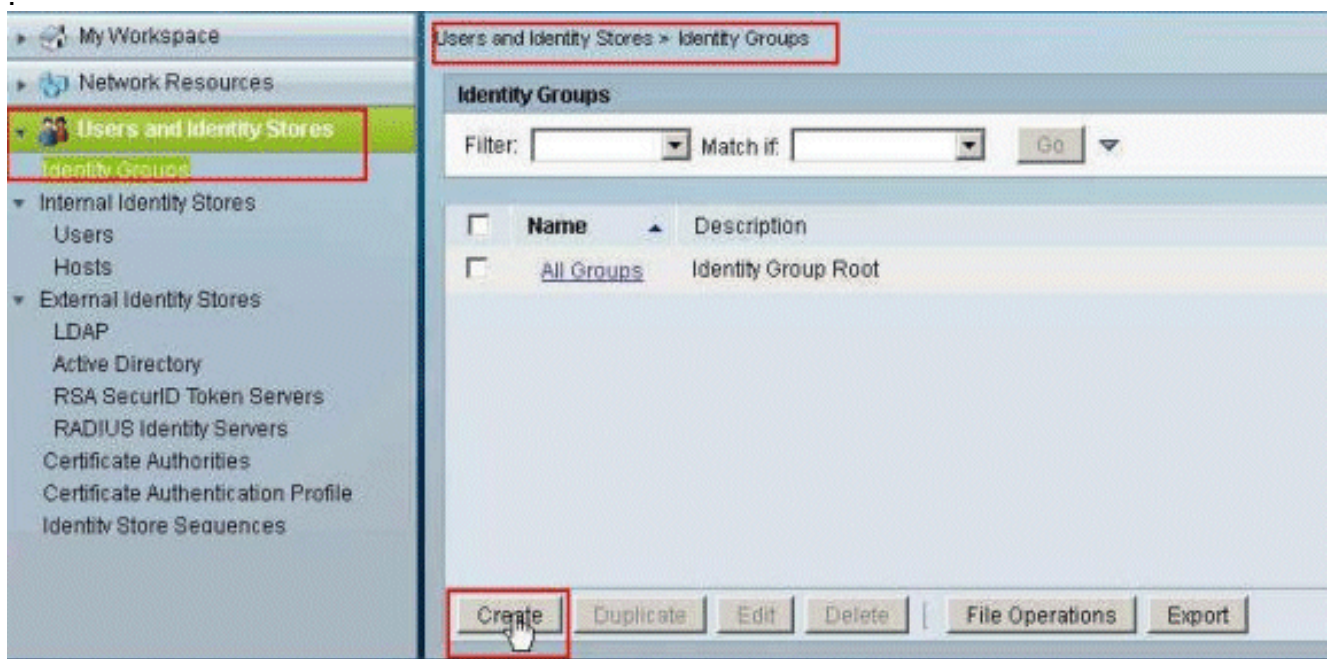 .
My Workspace
Network Resources
Users and Identity Stores
Identity Groups
Internal Identity Stores
Users
Hosts
External Identity Stores
LDAP
Active Directory
RSA SecurID Token Servers
RADIUS Identity Servers
Certificate Authorities
Certificate Authentication Profile
Identity Store Sequences
Users and Identity Stores > Identity Groups
Identity Groups
Filter: Match if: Go
Name Description
All Groups Identity Group Root
Create Duplicate Edit Delete | File Operations Export